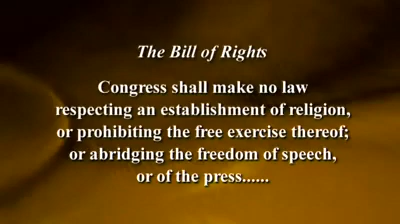 The Bill of Rights
Congress shall make no law
respecting an establishment of religion,
or prohibiting the free exercise thereof;
or abridging the freedom of speech,
or of the press......